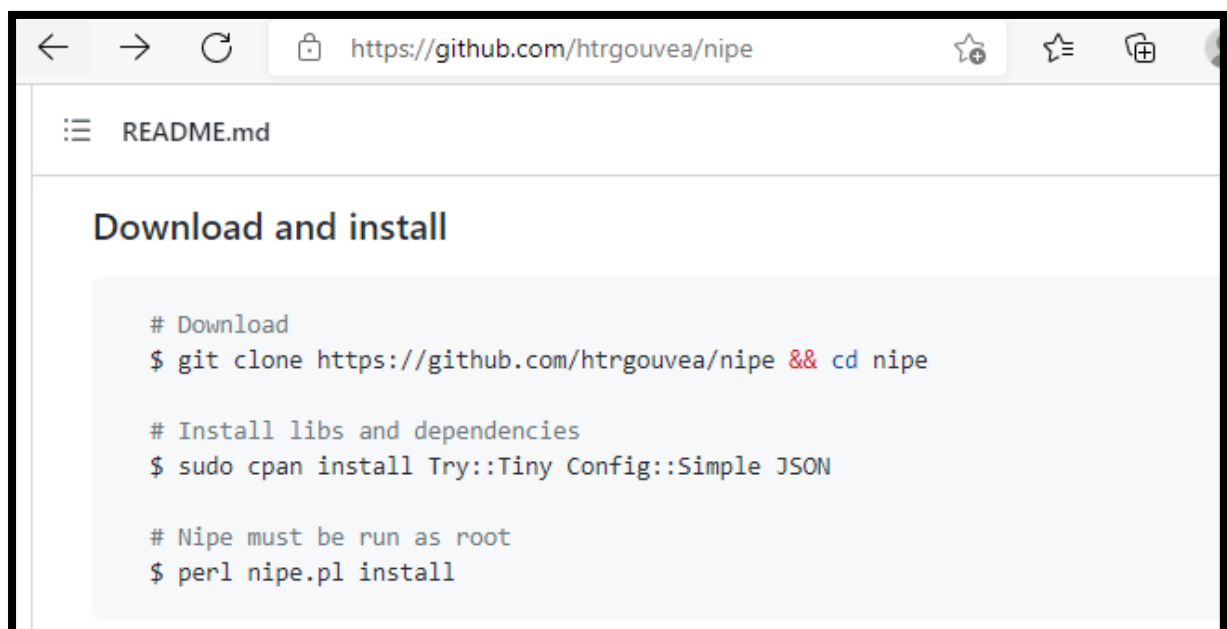 https://github.com/htrgouvea/nipe
README.md
Download and install
# Download
$ git clone https://github.com/htrgouvea/nipe && cd nipe
# Install libs and dependencies
$ sudo cpan install Try::Tiny Config::Simple JSON
# Nipe must be run as root
$ perl nipe.pl install